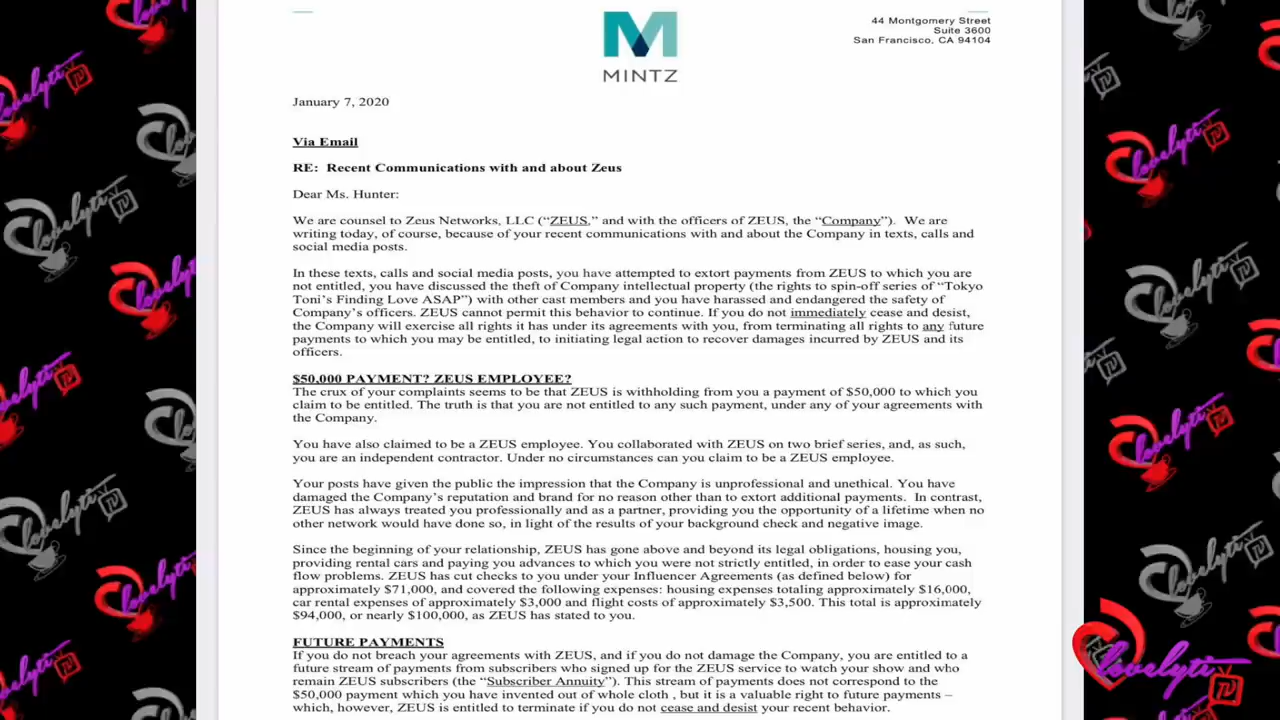 44 Montgomery Street
Suite 3600
San Francisco, CA 94104
MINTZ
January 7, 2020
Via Email
RE: Recent Communications with and about Zeus
Dear Ms. Hunter:
We are counsel to Zeus Networks, LLC (“ZEUS,” and with the officers of ZEUS, the “Company”). We are
writing today, of course, because of your recent communications with and about the Company in texts, calls and
social media posts.
In these texts, calls and social media posts, you have attempted to extort payments from ZEUS to which you are
not entitled, you have discussed the theft of Company intellectual property (the rights to spin-off series of “Tokyo
Toni’s Finding Love ASAP”) with other cast members and you have harassed and endangered the safety of
Company’s officers. ZEUS cannot permit this behavior to continue. If you do not immediately cease and desist,
the Company will exercise all rights it has under its agreements with you, from terminating all rights to any future
payments to which you may be entitled, to initiating legal action to recover damages incurred by ZEUS and its
officers.
$50,000 PAYMENT? ZEUS EMPLOYEE?
The crux of your complaints seems to be that ZEUS is withholding from you a payment of $50,000 to which you
claim to be entitled. The truth is that you are not entitled to any such payment, under any of your agreements with
the Company.
You have also claimed to be a ZEUS employee. You collaborated with ZEUS on two brief series, and, as such,
you are an independent contractor. Under no circumstances can you claim to be a ZEUS employee.
Your posts have given the public the impression that the Company is unprofessional and unethical. You have
damaged the Company’s reputation and brand for no reason other than to extort additional payments. In contrast,
ZEUS has always treated you professionally and as a partner, providing you the opportunity of a lifetime when no
other network would have done so, in light of the results of your background check and negative image.
Since the beginning of your relationship, ZEUS has gone above and beyond its legal obligations, housing you,
providing rental cars and paying you advances to which you were not strictly entitled, in order to ease your cash
flow problems. ZEUS has cut checks to you under your Influencer Agreements (as defined below) for
approximately $71,000, and covered the following expenses: housing expenses totaling approximately $16,000,
car rental expenses of approximately $3,000 and flight costs of approximately $3,500. This total is approximately
$94,000, or nearly $100,000, as ZEUS has stated to you.
FUTURE PAYMENTS
If you do not breach your agreements with ZEUS, and if you do not damage the Company, you are entitled to a
future stream of payments from subscribers who signed up for the ZEUS service to watch your show and who
remain ZEUS subscribers (the “Subscriber Annuity”). This stream of payments does not correspond to the
$50,000 payment which you have invented out of whole cloth , but it is a valuable right to future payments –
which, however, ZEUS is entitled to terminate if you do not cease and desist your recent behavior.
lovelyti